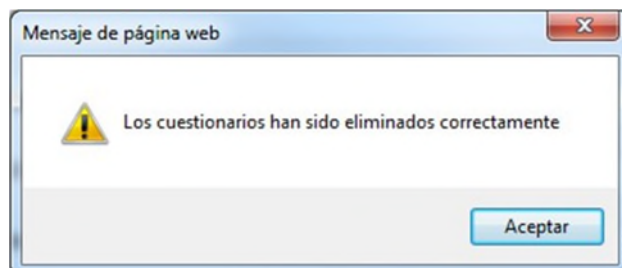 Mensaje de página web
Los cuestionarios han sido eliminados correctamente
Aceptar